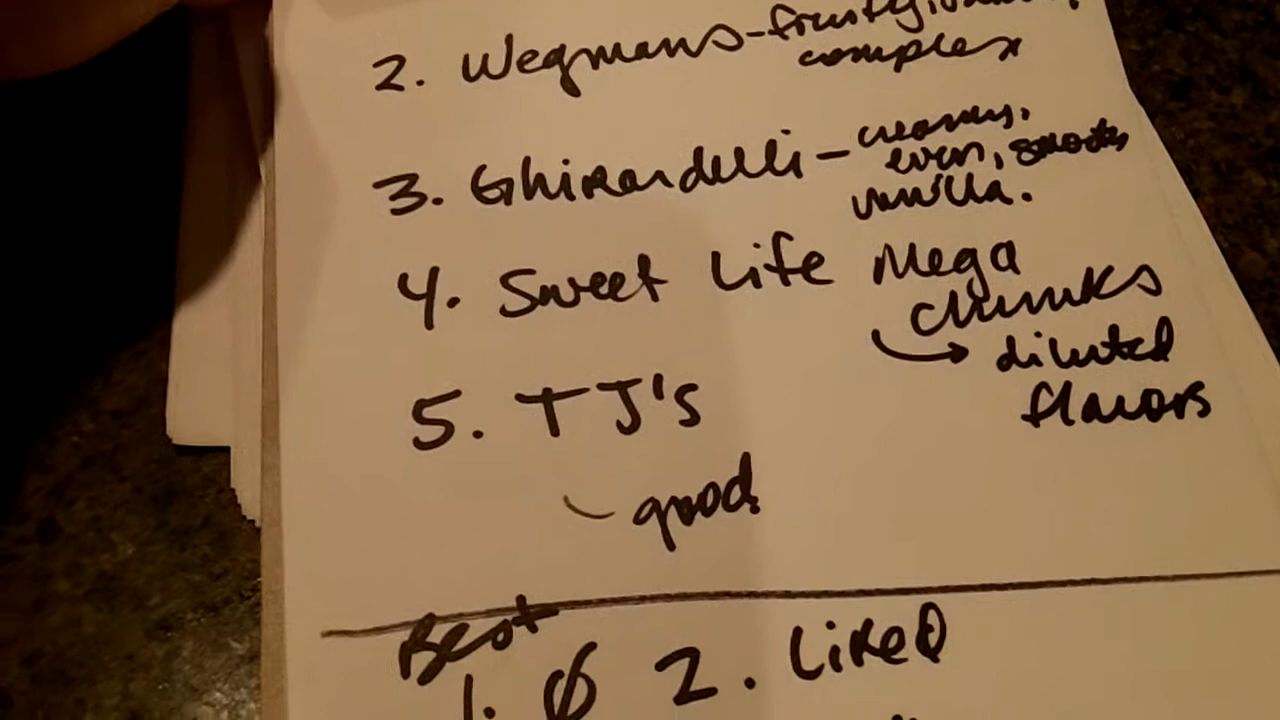 2. Wegmans-
complex
3. Ghirardelli - creamy,
even, smooth
vanilla.
4. Sweet Life Mega
chunks
diluted
flavors
5. TJ's
- good
Best
1. Ø 2. Liked